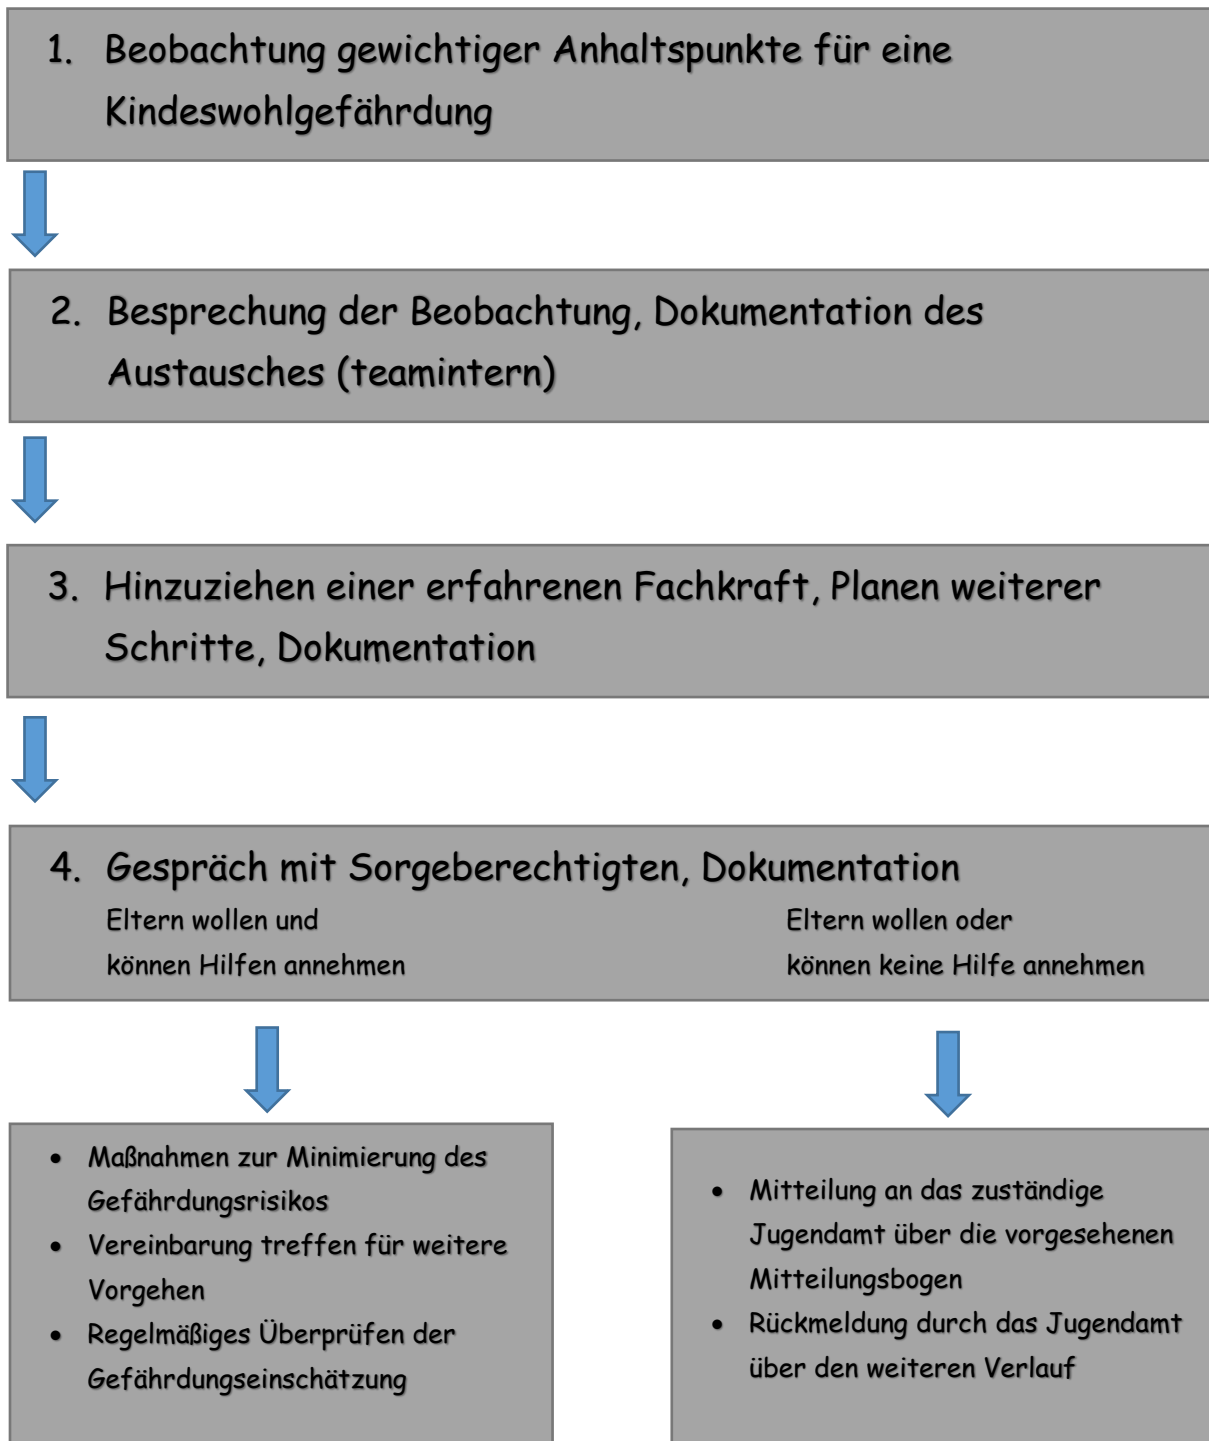 1. Beobachtung gewichtiger Anhaltspunkte für eine
Kindeswohlgefährdung
2. Besprechung der Beobachtung, Dokumentation des
Austausches (teamintern)
3. Hinzuziehen einer erfahrenen Fachkraft, Planen weiterer
Schritte, Dokumentation
4. Gespräch mit Sorgeberechtigten, Dokumentation
Eltern wollen und
können Hilfen annehmen
Eltern wollen oder
können keine Hilfe annehmen
• Maßnahmen zur Minimierung des
Gefährdungsrisikos
• Vereinbarung treffen für weitere
Vorgehen
• Regelmäßiges Überprüfen der
Gefährdungseinschätzung
• Mitteilung an das zuständige
Jugendamt über die vorgesehenen
Mitteilungsbogen
• Rückmeldung durch das Jugendamt
über den weiteren Verlauf